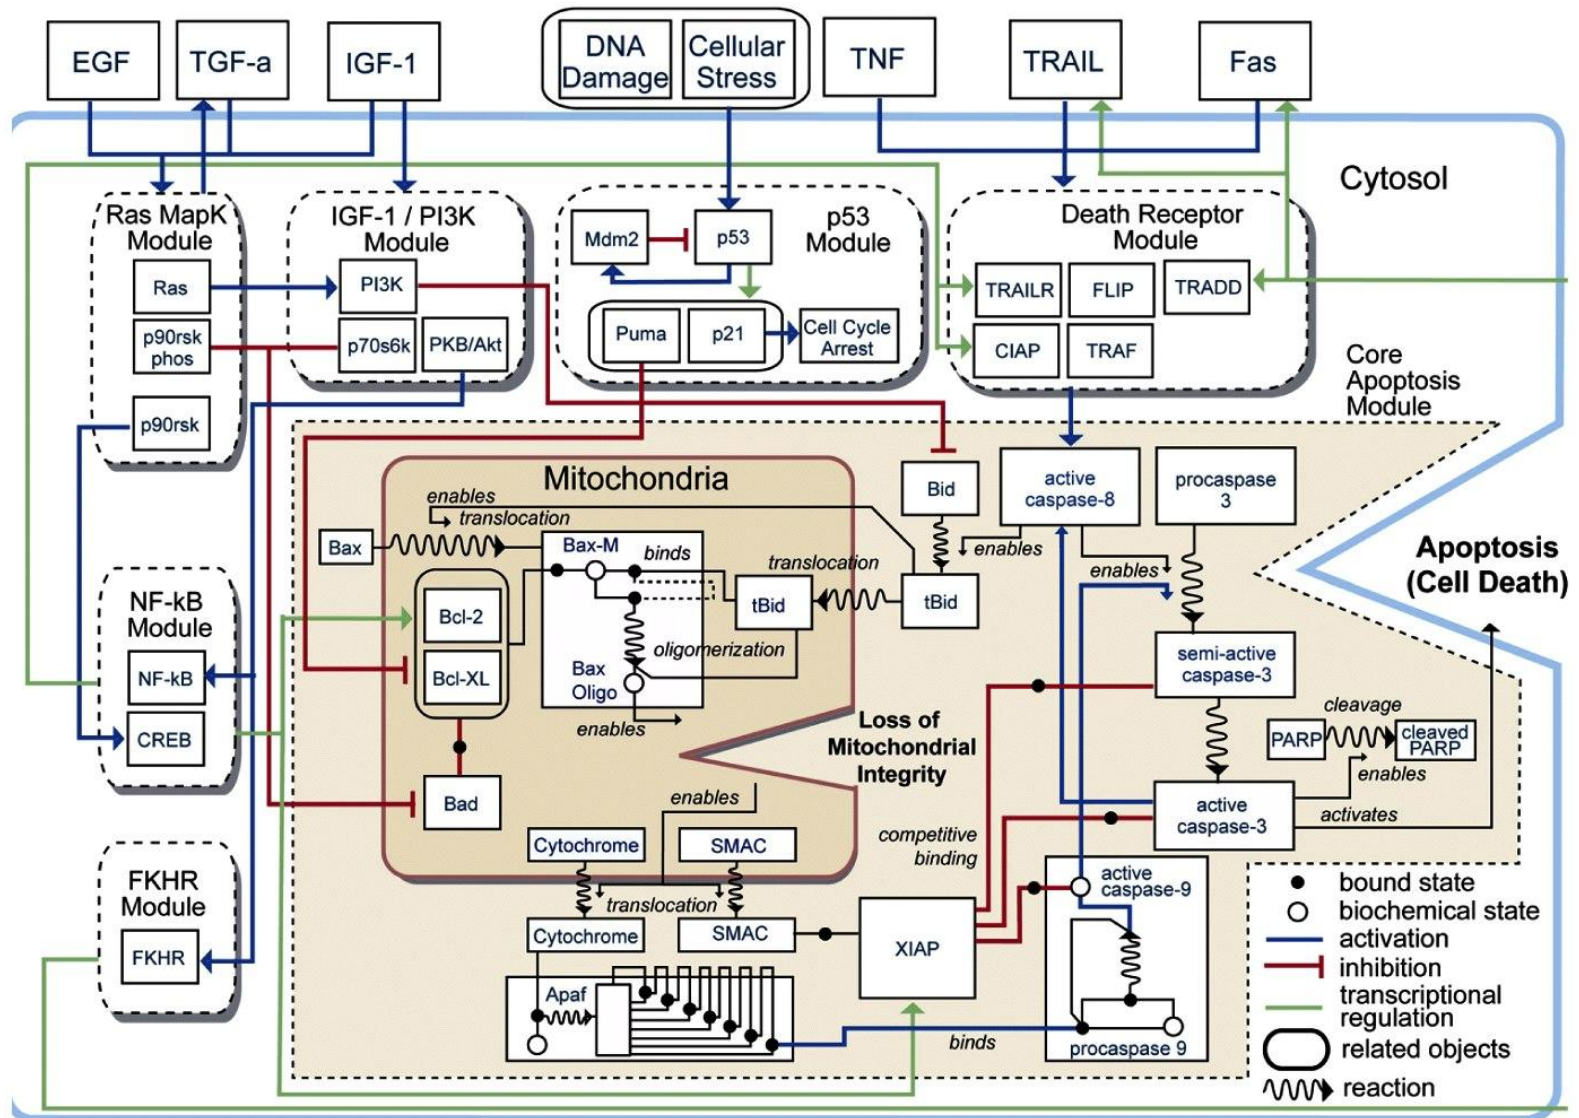 EGF
TGF-a
IGF-1
DNA
Damage
Cellular
Stress
TNF
TRAIL
Fas
Cytosol
Ras MapK
Module
Ras
p90rsk
phos
p90rsk
IGF-1 / PI3K
Module
PI3K
p70s6k
PKB/Akt
p53
Module
Mdm2
p53
Puma
p21
Cell Cycle
Arrest
Death Receptor
Module
TRAILR
FLIP
TRADD
CIAP
TRAF
Core
Apoptosis
Module
Mitochondria
enables
translocation
Bax
Bax-M
binds
translocation
Bcl-2
Bcl-XL
tBid
oligomerization
Bax
Oligo
enables
Bad
Bid
tBid
enables
active
caspase-8
procaspase
3
enables
Apoptosis
(Cell Death)
NF-kB
Module
NF-kB
CREB
semi-active
caspase-3
Loss of
Mitochondrial
Integrity
cleavage
PARP
cleaved
PARP
enables
active
caspase-3
activates
enables
Cytochrome
SMAC
translocation
Cytochrome
SMAC
competitive
binding
FKHR
Module
FKHR
XIAP
active
caspase-9
Apaf
binds
procaspase 9
bound state
biochemical state
activation
inhibition
transcriptional
regulation
related objects
reaction